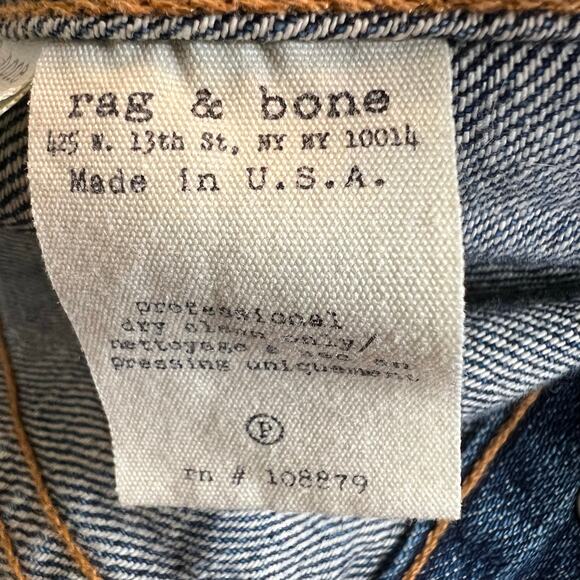 rag & bone
425 W. 13th St, NY NY 10014
Made in U.S.A.
professional
dry clean only/
nettoyage a sec en
pressing uniquement
P
rn # 108879